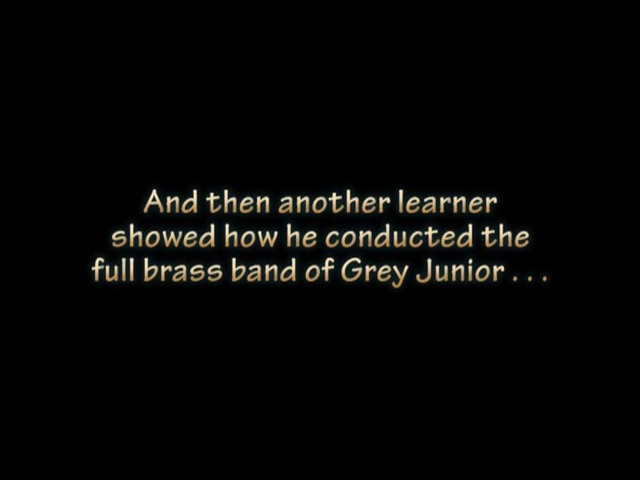 And then another learner
showed how he conducted the
full brass band of Grey Junior . . .